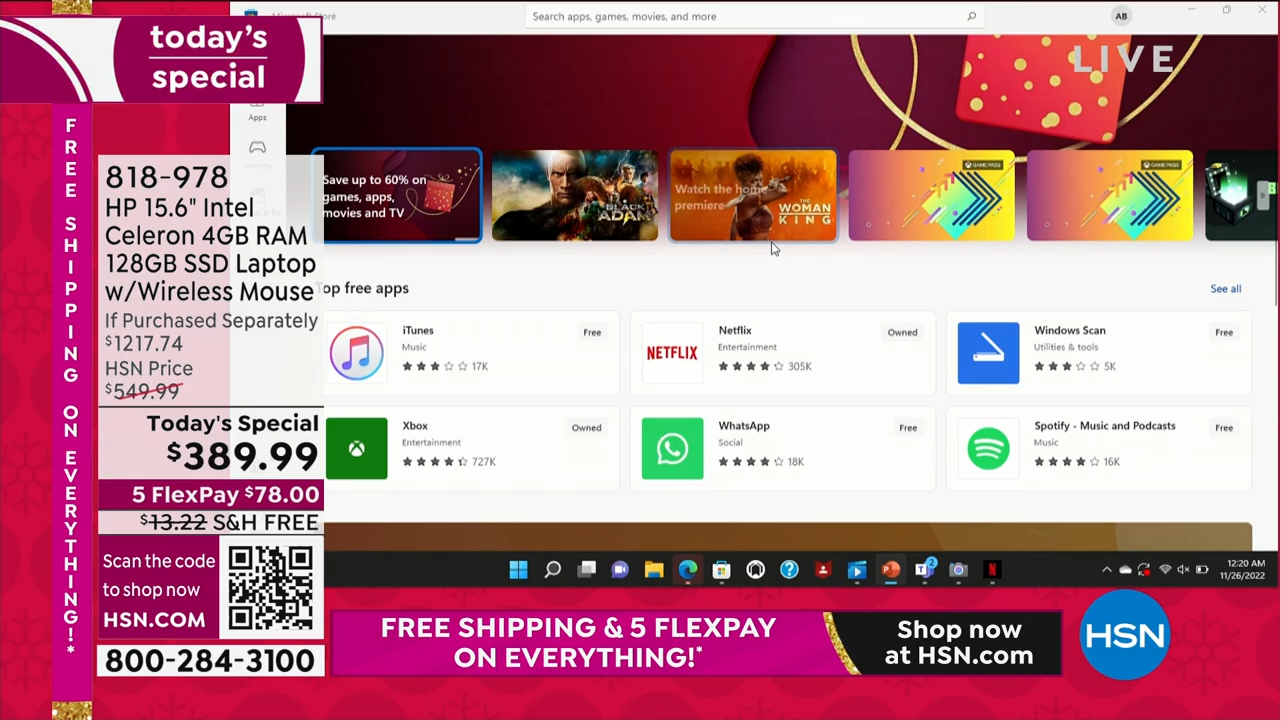 today's
special
FREE SHIPPING ON EVERYTHING!*
818-978
HP 15.6" Intel
Celeron 4GB RAM
128GB SSD Laptop
w/Wireless Mouse
If Purchased Separately
$1217.74
HSN Price
$549.99
Today's Special
$389.99
5 FlexPay $78.00
$13.22 S&H FREE
Scan the code
to shop now
HSN.COM
800-284-3100
Microsoft Store
Search apps, games, movies, and more
AB
LIVE
Apps
Gaming
Save up to 60% on
games, apps,
movies and TV
BLACK
ADAM
Watch the home
premiere
THE
WOMAN
KING
GAME PASS
GAME PASS
Top free apps
See all
iTunes
Free
Music
17K
NETFLIX
Netflix
Owned
Entertainment
305K
Windows Scan
Free
Utilities & tools
5K
Xbox
Owned
Entertainment
727K
WhatsApp
Free
Social
18K
Spotify - Music and Podcasts
Free
Music
16K
2
12:20 AM
11/26/2022
FREE SHIPPING & 5 FLEXPAY
ON EVERYTHING!*
Shop now
at HSN.com
HSN